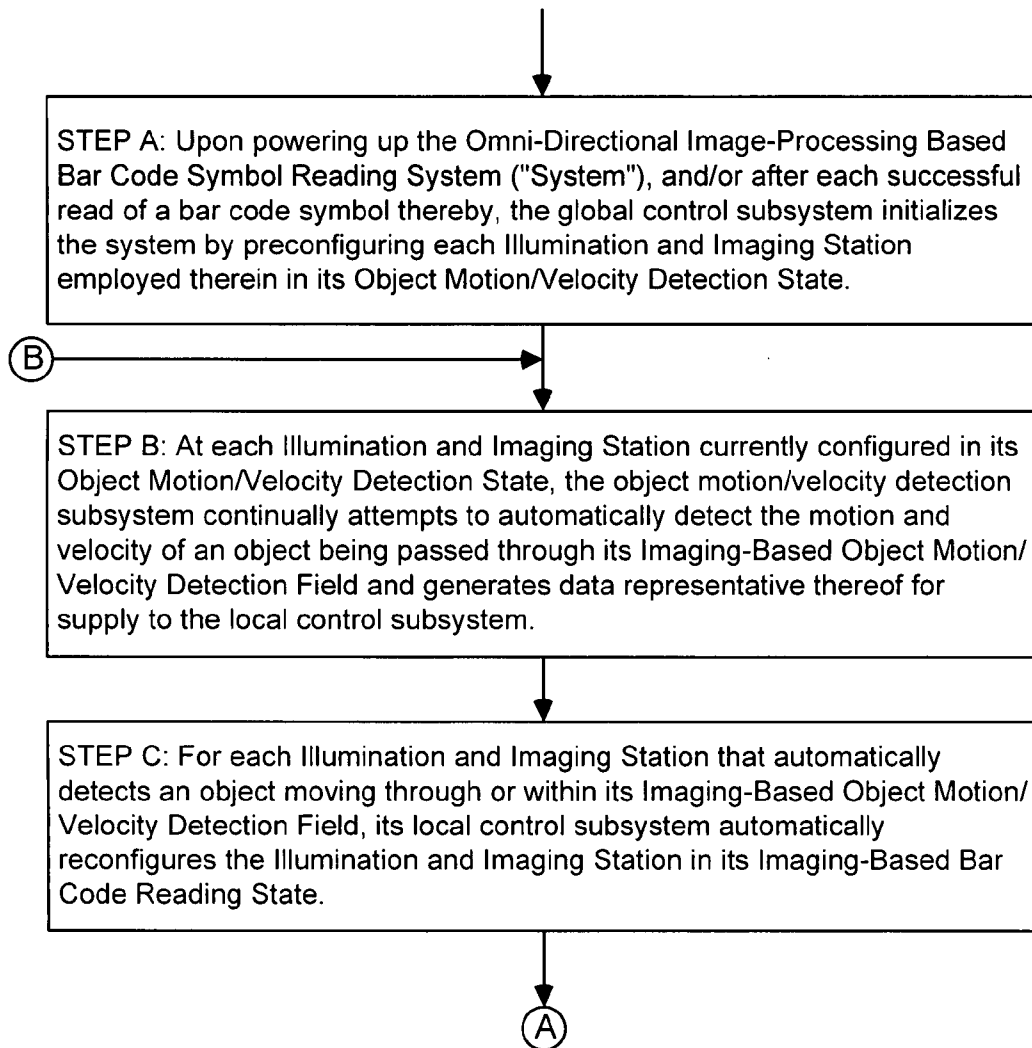 STEP A: Upon powering up the Omni-Directional Image-Processing Based
Bar Code Symbol Reading System ("System"), and/or after each successful
read of a bar code symbol thereby, the global control subsystem initializes
the system by preconfiguring each Illumination and Imaging Station
employed therein in its Object Motion/Velocity Detection State.
B
STEP B: At each Illumination and Imaging Station currently configured in its
Object Motion/Velocity Detection State, the object motion/velocity detection
subsystem continually attempts to automatically detect the motion and
velocity of an object being passed through its Imaging-Based Object Motion/
Velocity Detection Field and generates data representative thereof for
supply to the local control subsystem.
STEP C: For each Illumination and Imaging Station that automatically
detects an object moving through or within its Imaging-Based Object Motion/
Velocity Detection Field, its local control subsystem automatically
reconfigures the Illumination and Imaging Station in its Imaging-Based Bar
Code Reading State.
A